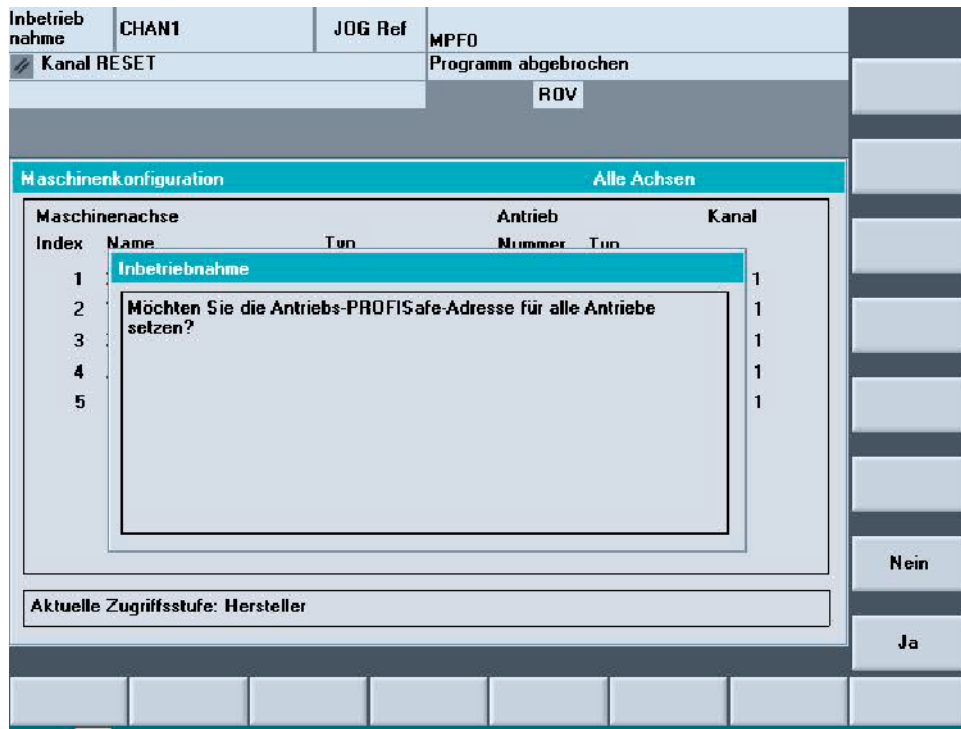 Inbetrieb
nahme
CHAN1
JOG Ref
MPF0
Kanal RESET
Programm abgebrochen
ROV
Maschinenkonfiguration Alle Achsen
Maschinenachse Antrieb Kanal
Index Name Typ Nummer Typ
1 1
2 1
3 1
4 1
5 1
Inbetriebnahme
Möchten Sie die Antriebs-PROFISafe-Adresse für alle Antriebe
setzen?
Nein
Aktuelle Zugriffsstufe: Hersteller
Ja